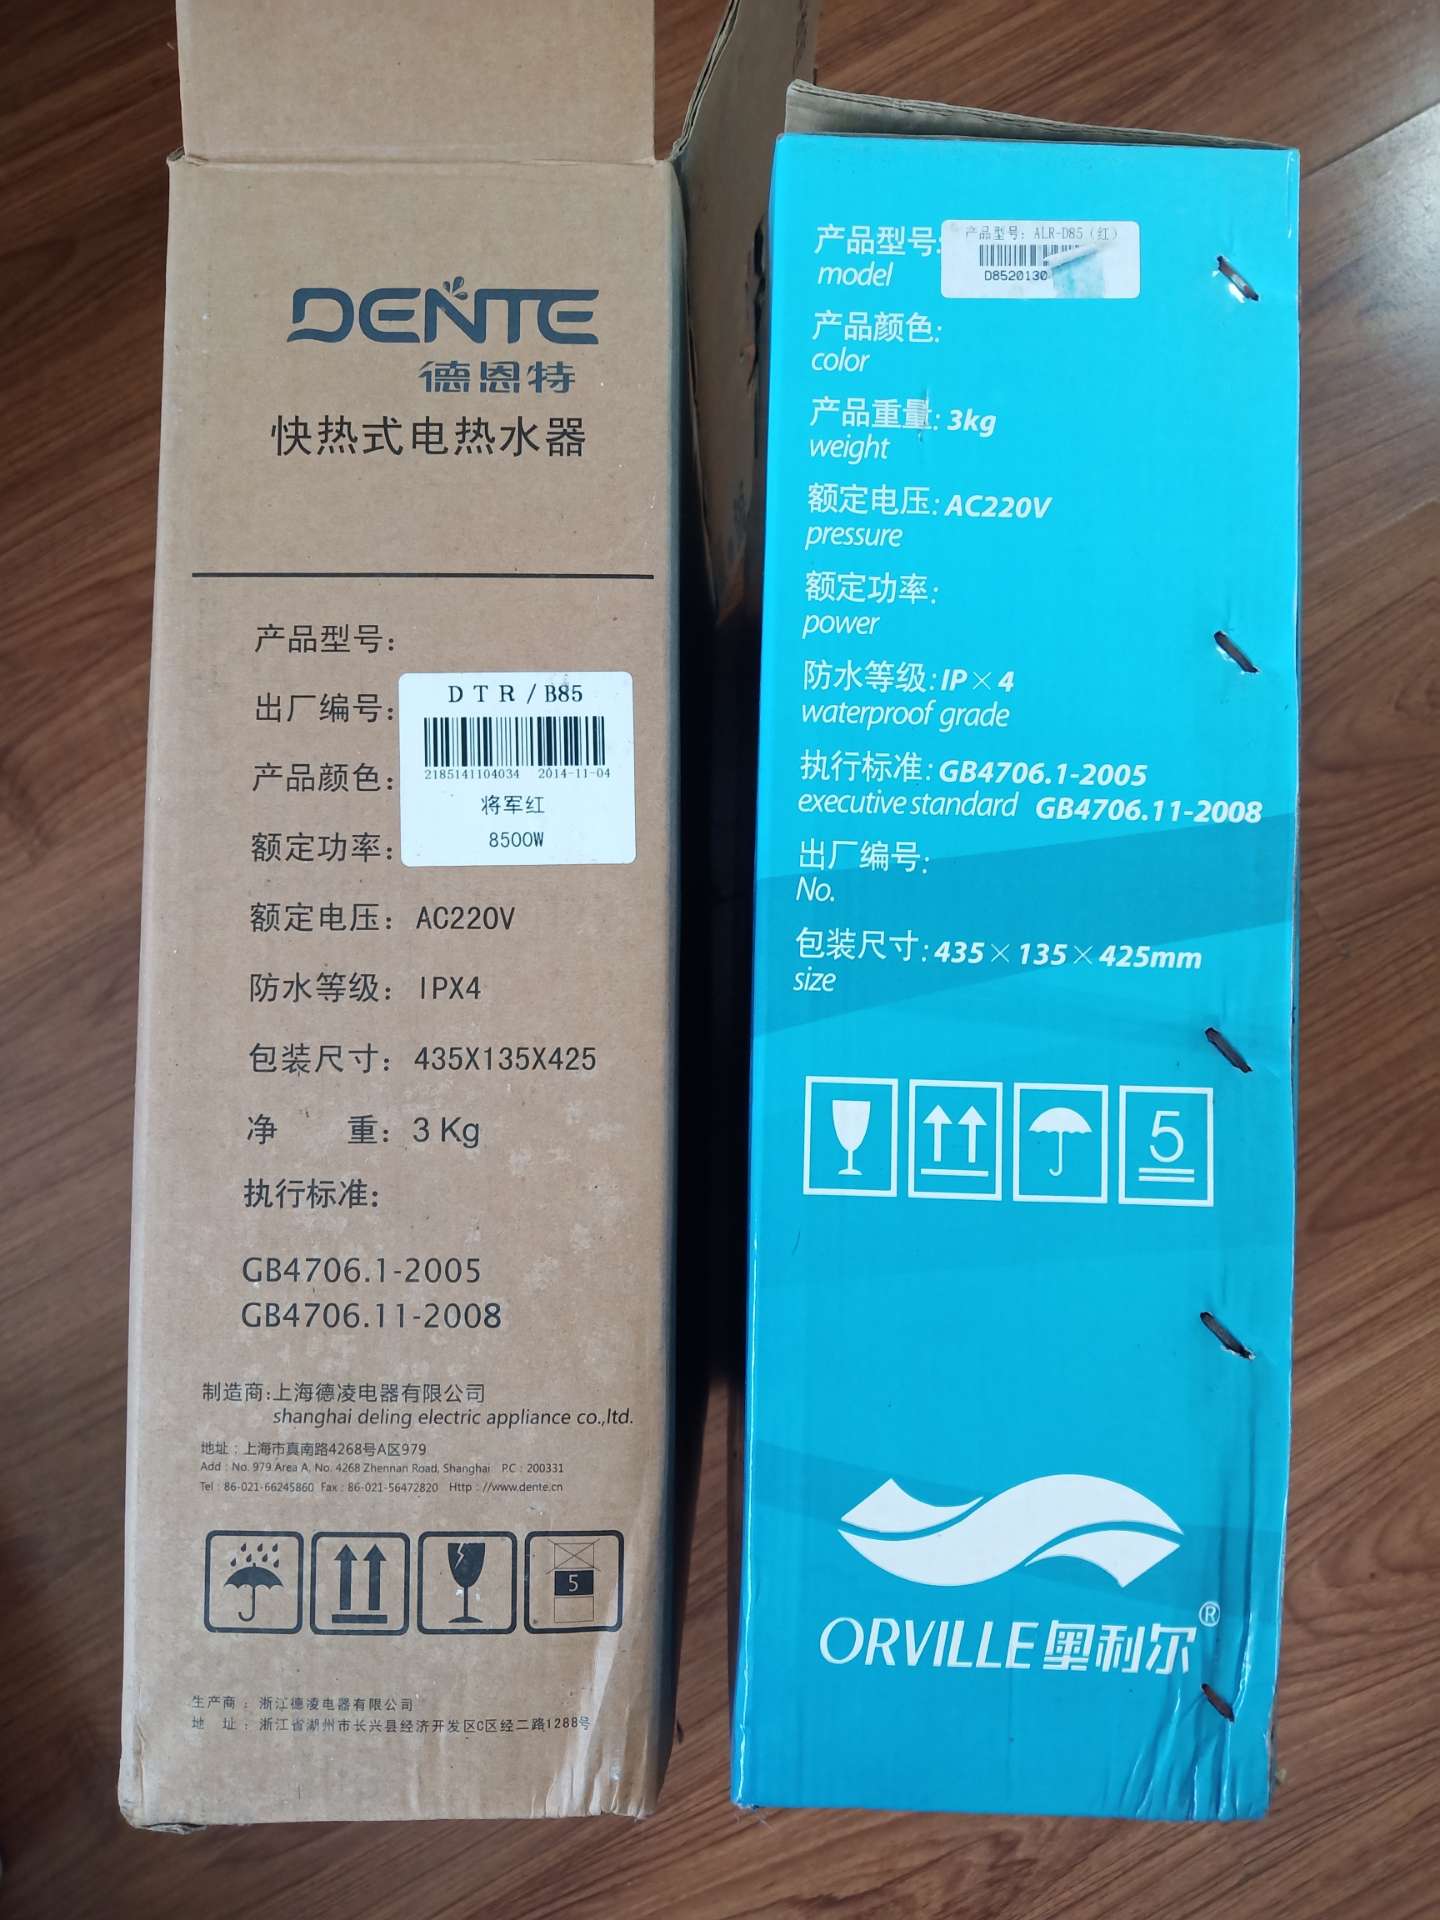 DENTE
德恩特
快热式电热水器
产品型号:
出厂编号:
产品颜色:
额定功率:
DTR/B85
2185141104034 2014-11-04
将军红
8500W
额定电压: AC220V
防水等级: IPX4
包装尺寸: 435X135X425
净 重: 3 Kg
执行标准:
GB4706.1-2005
GB4706.11-2008
制造商:上海德凌电器有限公司
shanghai deling electric appliance co.,ltd.
地址:上海市真南路4268号A区979
Add : No. 979 Area A, No. 4268 Zhennan Road, Shanghai P.C : 200331
Tel : 86-021-66245860 Fax : 86-021-56472820 Http : //www.dente.cn
5
生产商 : 浙江德凌电器有限公司
地 址 : 浙江省湖州市长兴县经济开发区C区经二路1288号
产品型号:
model
产品型号: ALR-D85 (红)
D8520130
产品颜色:
color
产品重量: 3kg
weight
额定电压: AC220V
pressure
额定功率:
power
防水等级: IP×4
waterproof grade
执行标准: GB4706.1-2005
executive standard GB4706.11-2008
出厂编号:
No.
包装尺寸: 435×135×425mm
size
5
ORVILLE 奥利尔®